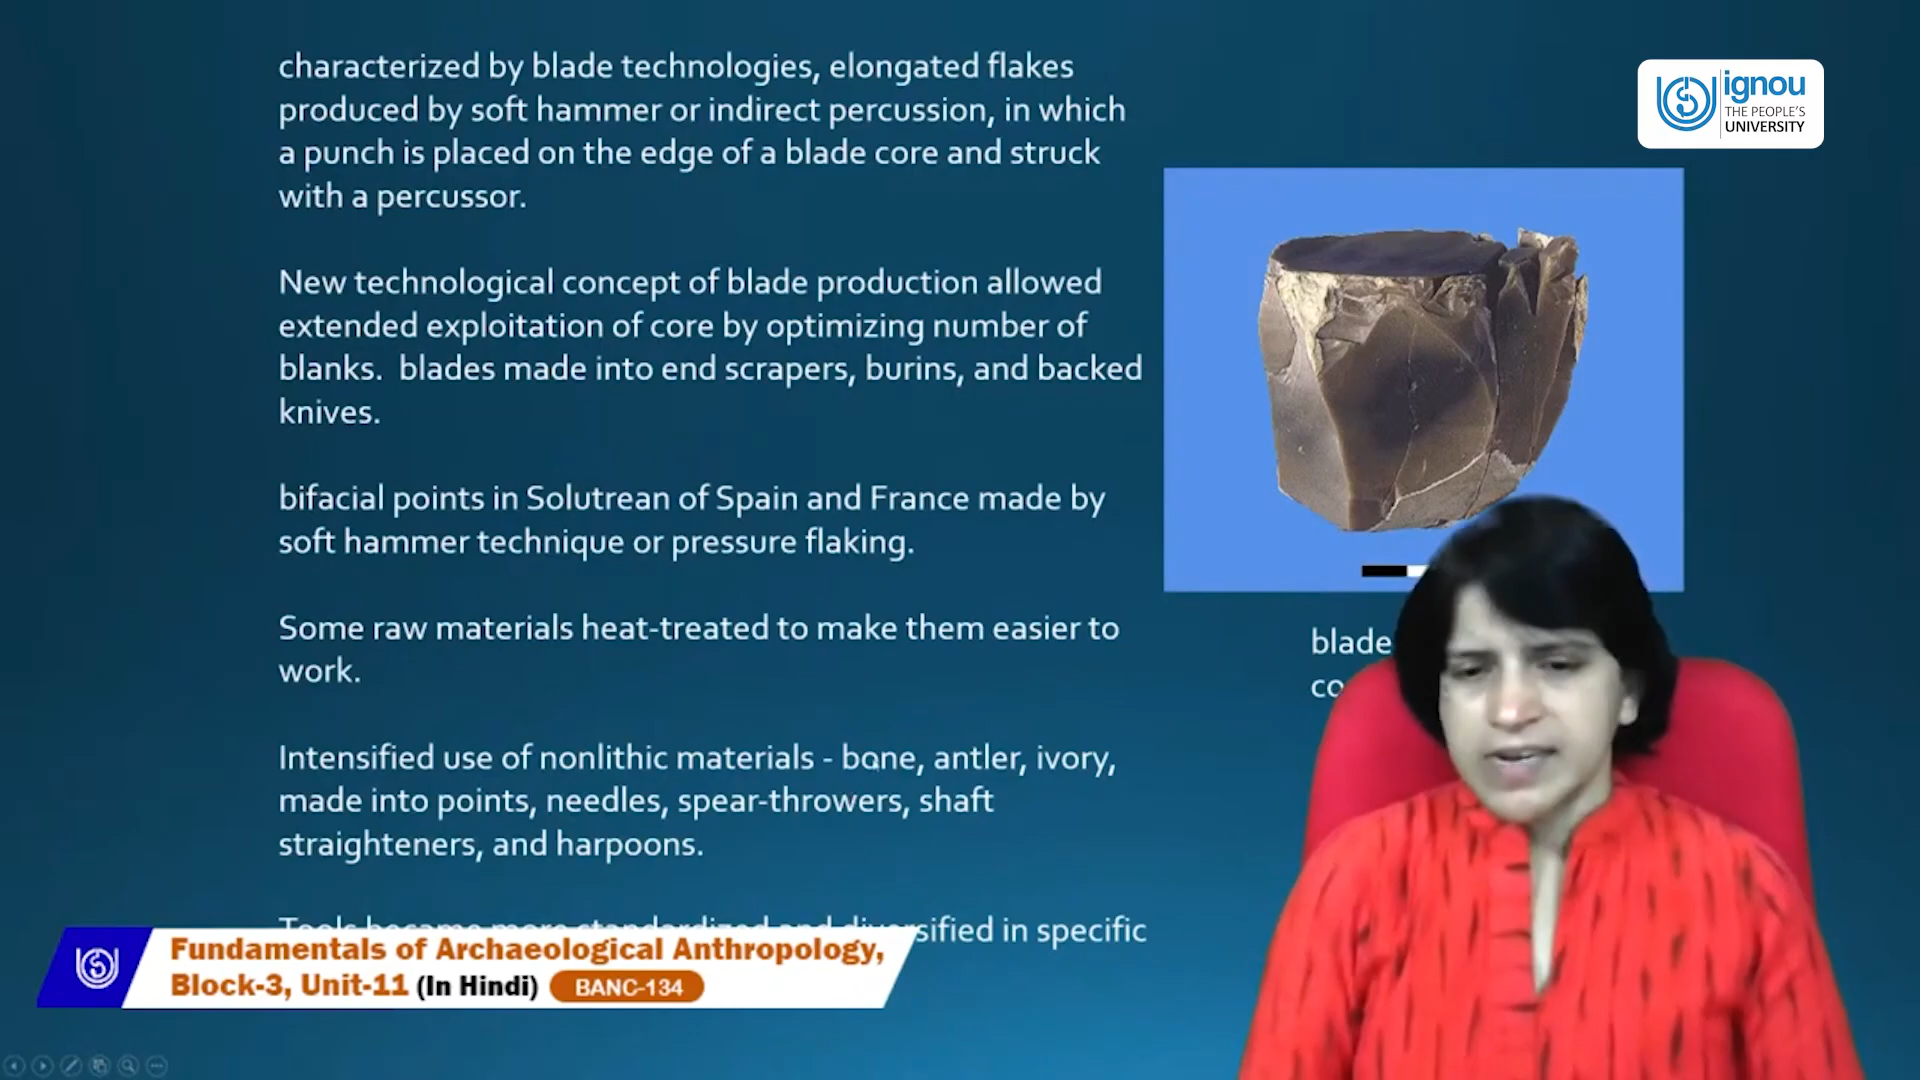 characterized by blade technologies, elongated flakes
produced by soft hammer or indirect percussion, in which
a punch is placed on the edge of a blade core and struck
with a percussor.
New technological concept of blade production allowed
extended exploitation of core by optimizing number of
blanks.  blades made into end scrapers, burins, and backed
knives.
bifacial points in Solutrean of Spain and France made by
soft hammer technique or pressure flaking.
Some raw materials heat-treated to make them easier to
work.
Intensified use of nonlithic materials - bone, antler, ivory,
made into points, needles, spear-throwers, shaft
straighteners, and harpoons.
Tools became more standardized and diversified in specific
ignou
THE PEOPLE'S
UNIVERSITY
blade
Fundamentals of Archaeological Anthropology,
Block-3, Unit-11 (In Hindi) BANC-134